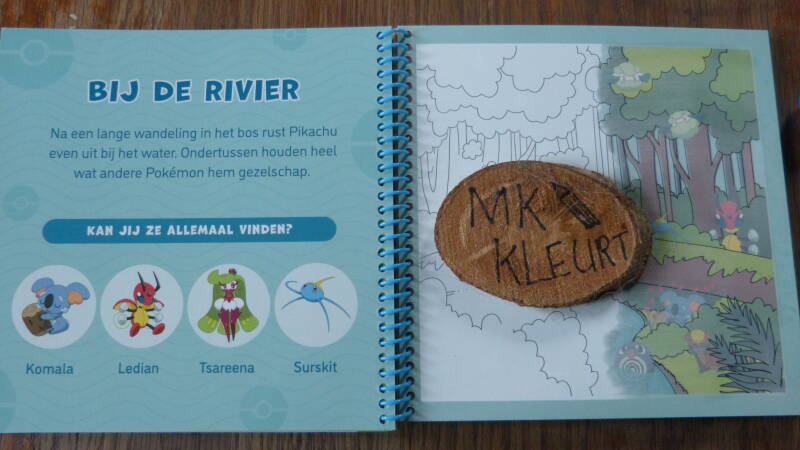 BIJ DE RIVIER
Na een lange wandeling in het bos rust Pikachu
even uit bij het water. Ondertussen houden heel
wat andere Pokémon hem gezelschap.
KAN JIJ ZE ALLEMAAL VINDEN?
Komala Ledian Tsareena Surskit
MK
KLEURT